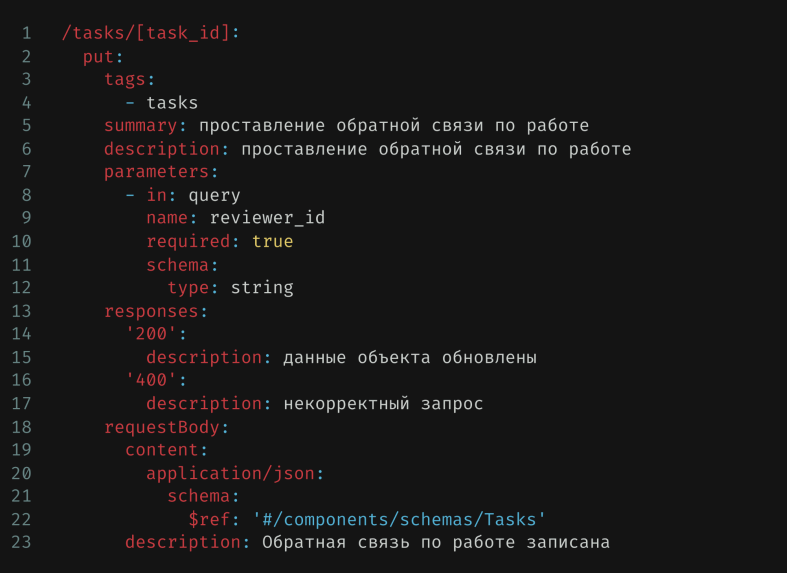 1 /tasks/[task_id]:
2 put:
3 tags:
4 - tasks
5 summary: проставление обратной связи по работе
6 description: проставление обратной связи по работе
7 parameters:
8 - in: query
9 name: reviewer_id
10 required: true
11 schema:
12 type: string
13 responses:
14 '200':
15 description: данные объекта обновлены
16 '400':
17 description: некорректный запрос
18 requestBody:
19 content:
20 application/json:
21 schema:
22 $ref: '#/components/schemas/Tasks'
23 description: Обратная связь по работе записана